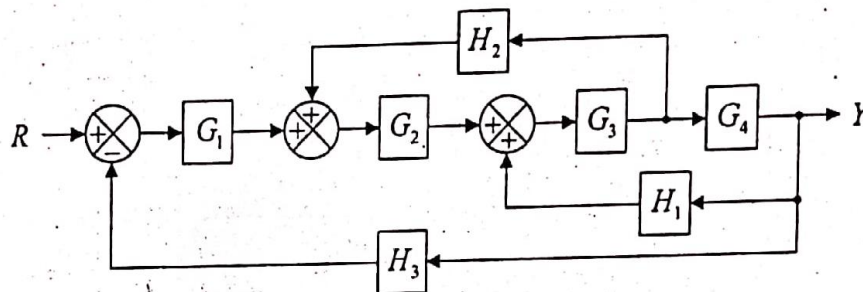 H₂
R + − G₁ + + G₂ + + G₃ G₄ Y
H₁
H₃